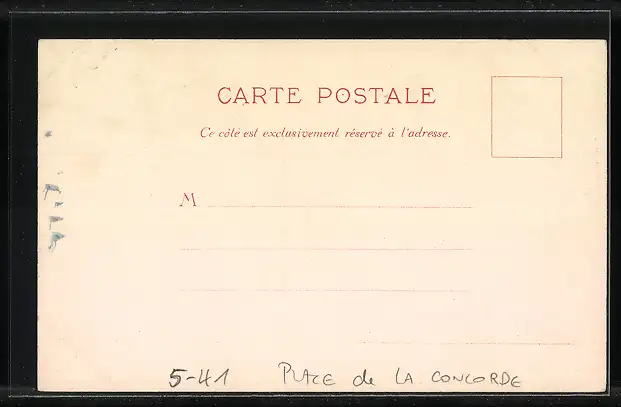 CARTE POSTALE
Ce côté est exclusivement réservé à l'adresse.
M
5-41 PLACE de LA CONCORDE